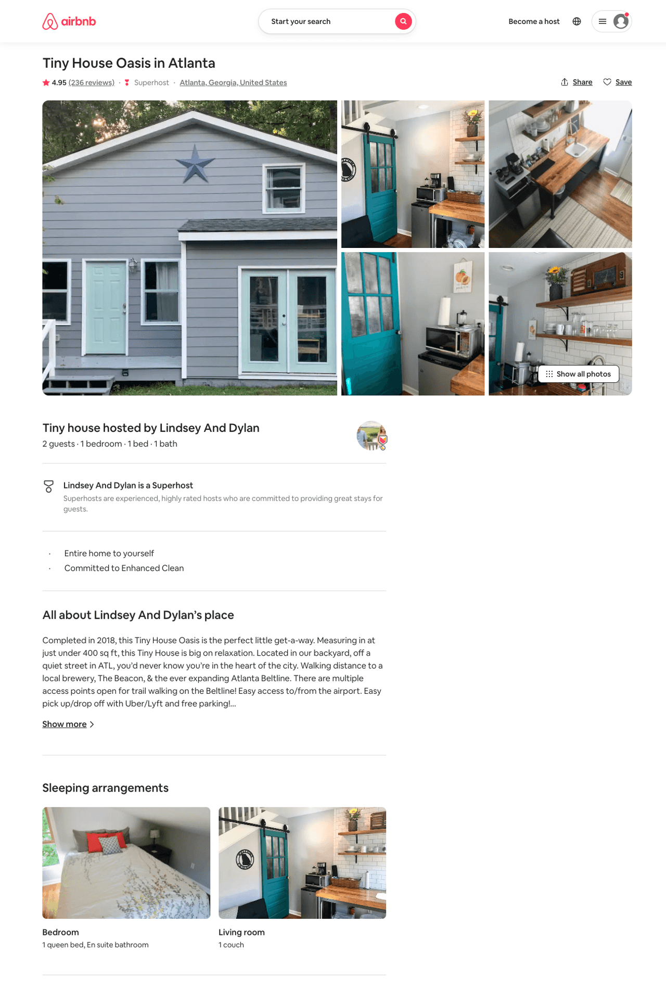 airbnb
Start your search
Become a host
Tiny House Oasis in Atlanta
4.95 (236 reviews) · Superhost · Atlanta, Georgia, United States
Share
Save
Show all photos
Tiny house hosted by Lindsey And Dylan
2 guests · 1 bedroom · 1 bed · 1 bath
Lindsey And Dylan is a Superhost
Superhosts are experienced, highly rated hosts who are committed to providing great stays for
guests.
· Entire home to yourself
· Committed to Enhanced Clean
All about Lindsey And Dylan’s place
Completed in 2018, this Tiny House Oasis is the perfect little get-a-way. Measuring in at
just under 400 sq ft, this Tiny House is big on relaxation. Located in our backyard, off a
quiet street in ATL, you’d never know you’re in the heart of the city. Walking distance to a
local brewery, The Beacon, & the ever expanding Atlanta Beltline. There are multiple
access points open for trail walking on the Beltline! Easy access to/from the airport. Easy
pick up/drop off with Uber/Lyft and free parking!...
Show more
Sleeping arrangements
Bedroom
1 queen bed, En suite bathroom
Living room
1 couch